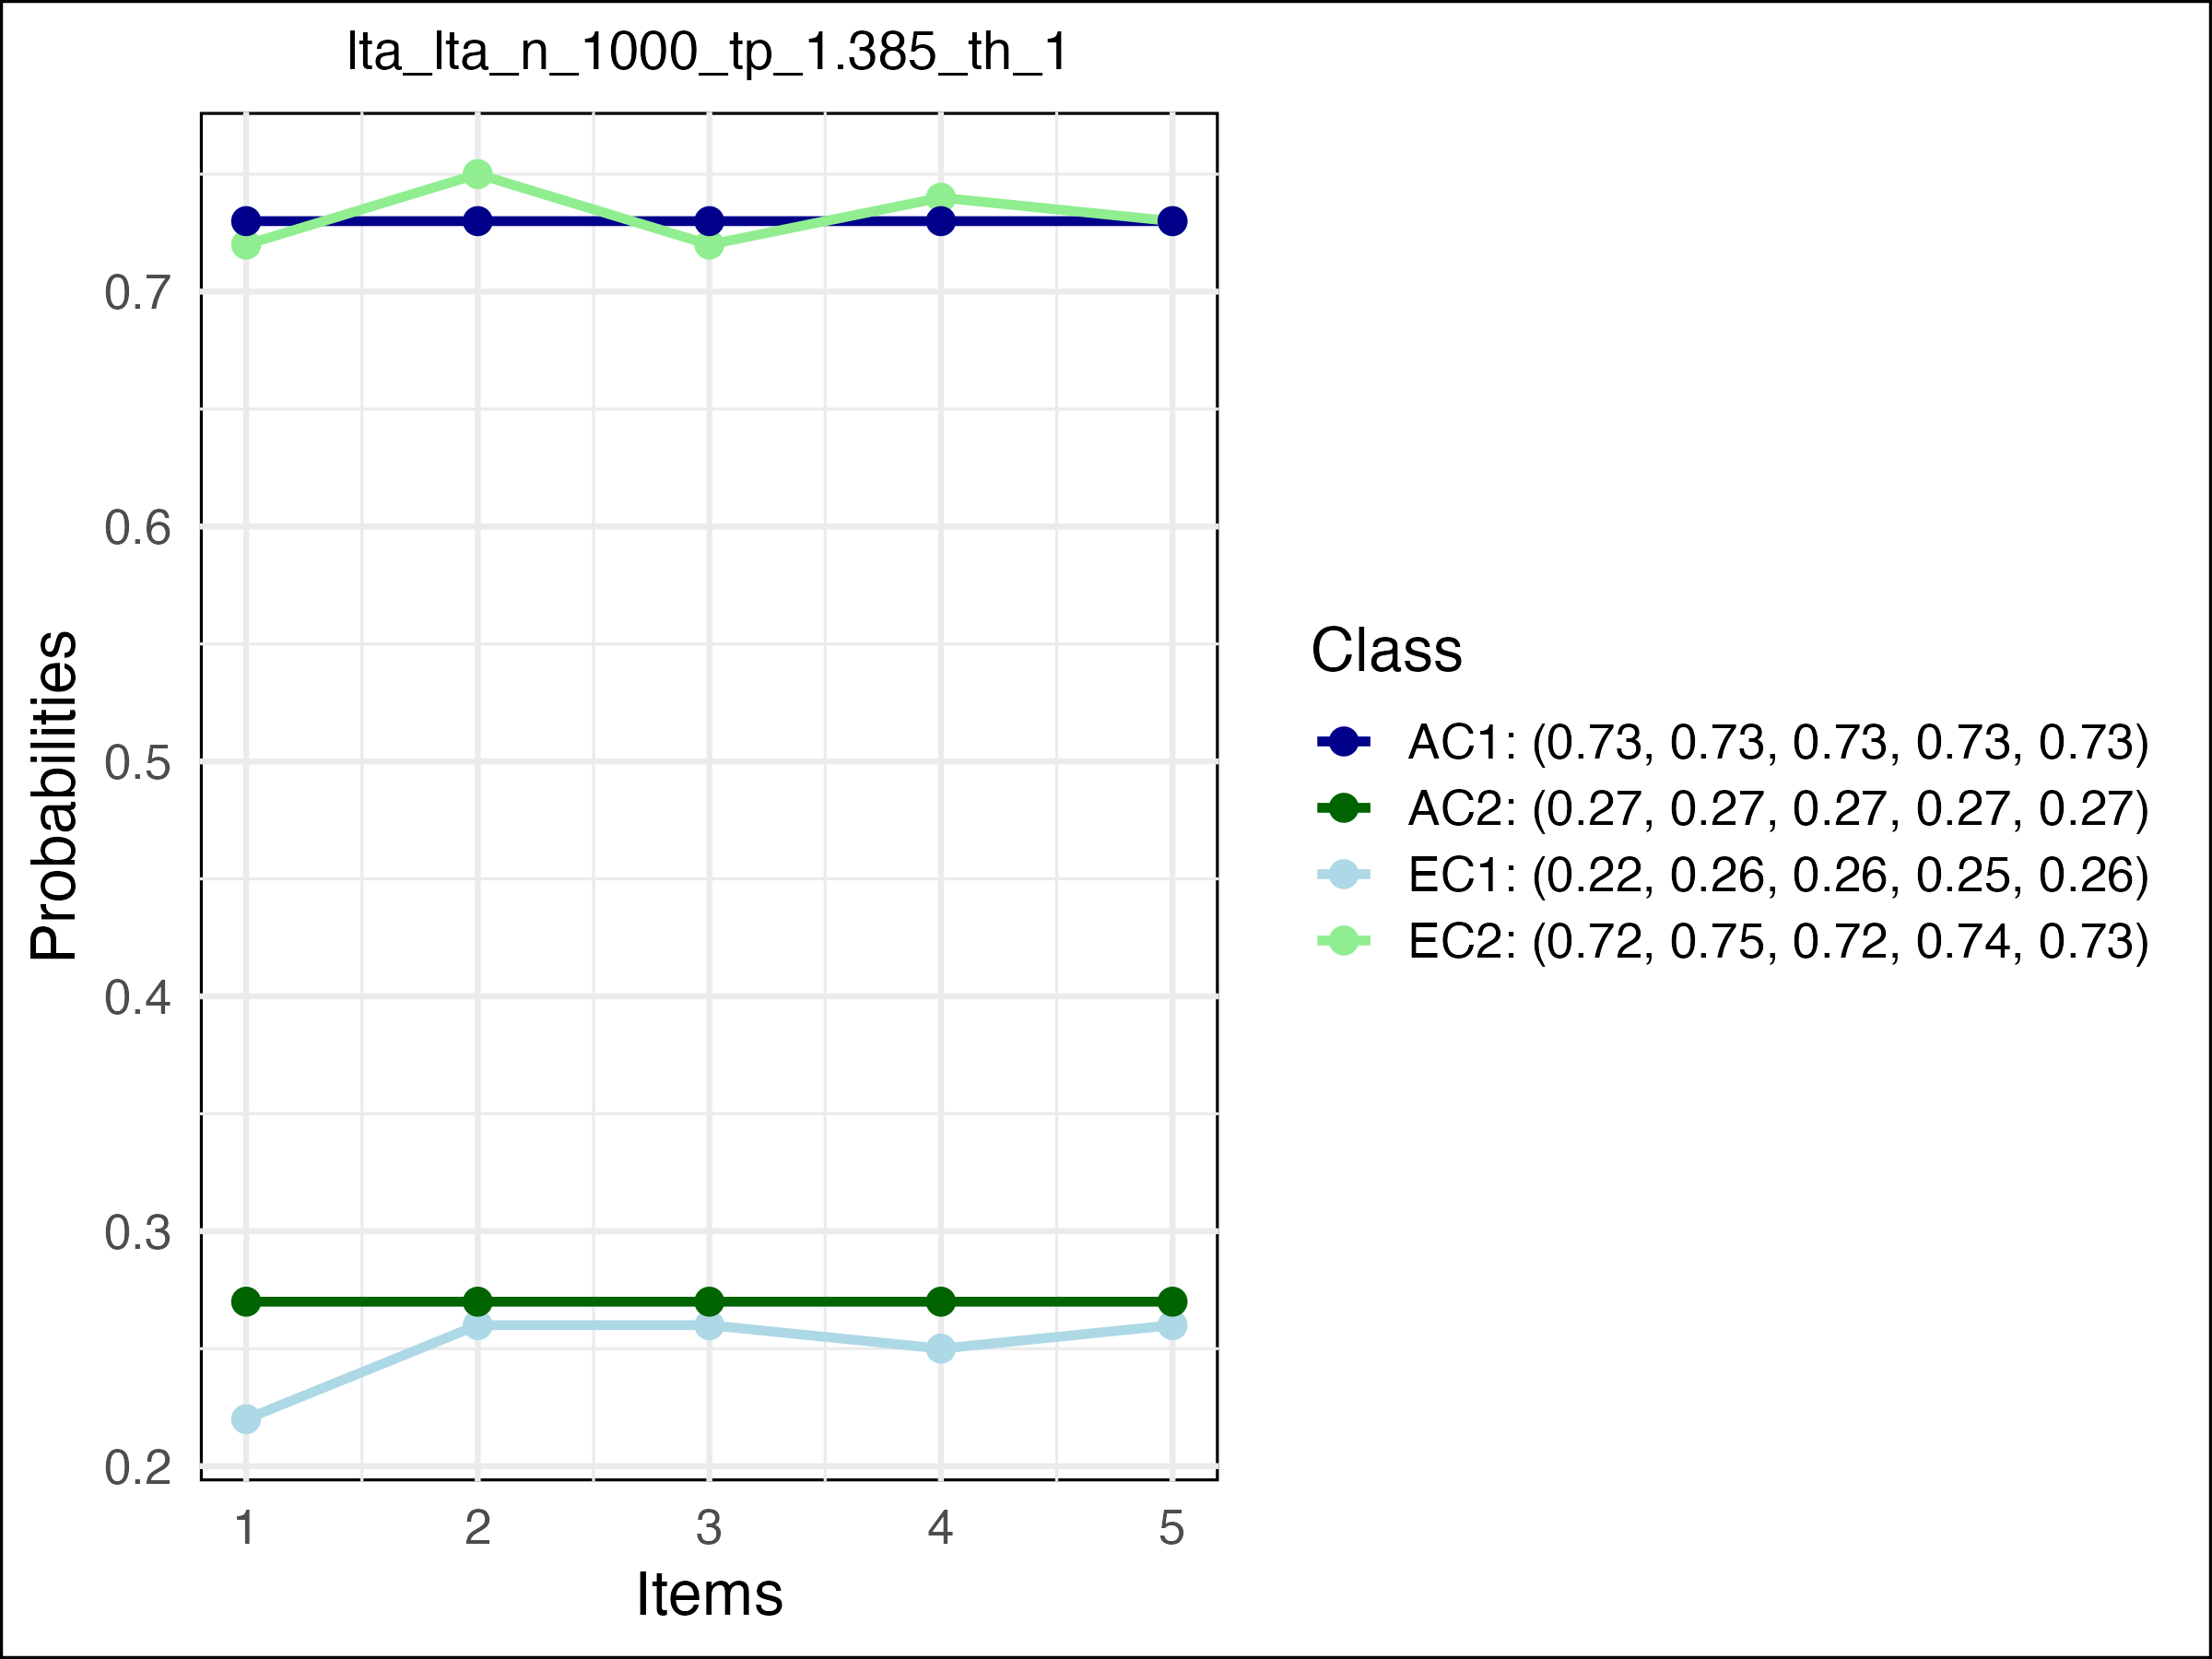 lta_lta_n_1000_tp_1.385_th_1
Probabilities
0.7
0.6
0.5
0.4
0.3
0.2
1 2 3 4 5
Items
Class
AC1: (0.73, 0.73, 0.73, 0.73, 0.73)
AC2: (0.27, 0.27, 0.27, 0.27, 0.27)
EC1: (0.22, 0.26, 0.26, 0.25, 0.26)
EC2: (0.72, 0.75, 0.72, 0.74, 0.73)